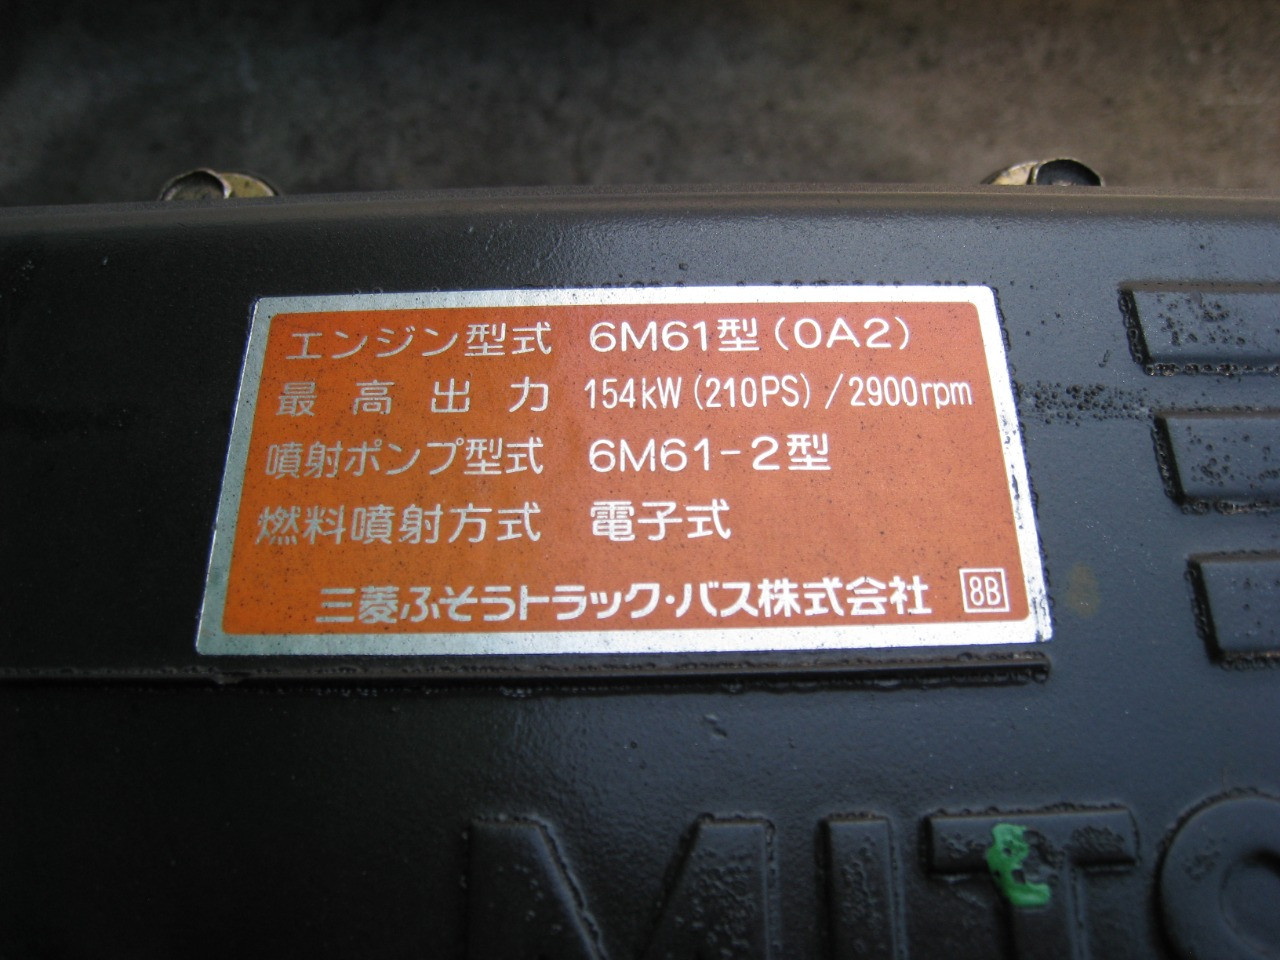 エンジン型式 6M61型(0A2)
最高出力 154kW(210PS)/2900rpm
噴射ポンプ型式 6M61-2型
燃料噴射方式 電子式
三菱ふそうトラック・バス株式会社 8B
MITS